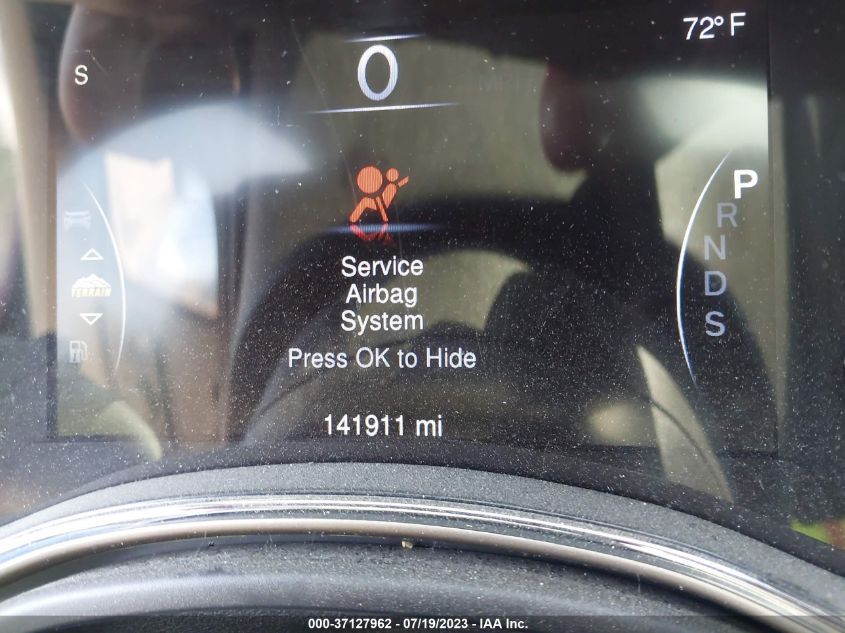 72° F
S
0
P
R
N
D
S
TERRAIN
Service
Airbag
System
Press OK to Hide
141911 mi
000-37127962 - 07/19/2023 - IAA Inc.